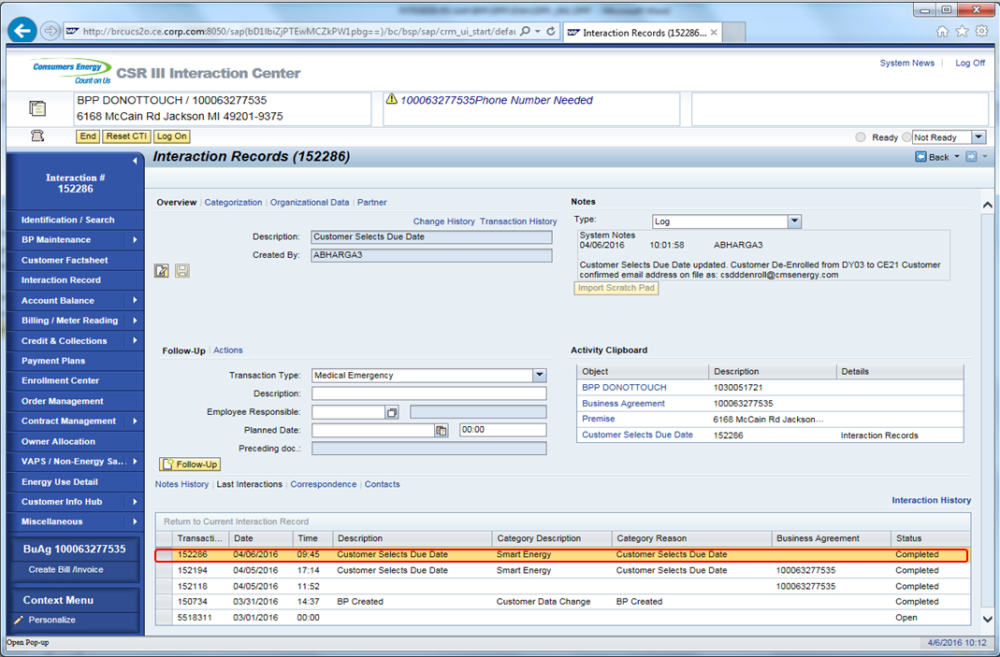 http://brcucs2o.ce.corp.com:8050/sap(bD1lbiZjPTEwMCZkPW1pbg==)/bc/bsp/sap/crm_ui_start/defau
Interaction Records (152286...
Consumers Energy
Count on Us
CSR III Interaction Center
System News
Log Off
BPP DONOTTOUCH / 100063277535
6168 McCain Rd Jackson MI 49201-9375
100063277535Phone Number Needed
End
Reset CTI
Log On
Ready
Not Ready
Interaction #
152286
Interaction Records (152286)
Back
Identification / Search
BP Maintenance
Customer Factsheet
Interaction Record
Account Balance
Billing / Meter Reading
Credit & Collections
Payment Plans
Enrollment Center
Order Management
Contract Management
Owner Allocation
VAPS / Non-Energy Sa...
Energy Use Detail
Customer Info Hub
Miscellaneous
BuAg 100063277535
Create Bill /Invoice
Context Menu
Personalize
Overview | Categorization | Organizational Data | Partner
Change History Transaction History
Description: Customer Selects Due Date
Created By: ABHARGA3
Notes
Type: Log
System Notes
04/06/2016 10:01:58 ABHARGA3
Customer Selects Due Date updated. Customer De-Enrolled from DY03 to CE21 Customer
confirmed email address on file as: csdddenroll@cmsenergy.com
Import Scratch Pad
Follow-Up | Actions
Transaction Type: Medical Emergency
Description:
Employee Responsible:
Planned Date: 00:00
Preceding doc.:
Follow-Up
Activity Clipboard
Object Description Details
BPP DONOTTOUCH 1030051721
Business Agreement 100063277535
Premise 6168 McCain Rd Jackson...
Customer Selects Due Date 152286 Interaction Records
Notes History | Last Interactions | Correspondence | Contacts
Interaction History
Return to Current Interaction Record
Transacti... Date Time Description Category Description Category Reason Business Agreement Status
152286 04/06/2016 09:45 Customer Selects Due Date Smart Energy Customer Selects Due Date Completed
152194 04/05/2016 17:14 Customer Selects Due Date Smart Energy Customer Selects Due Date 100063277535 Completed
152118 04/05/2016 11:52 100063277535 Completed
150734 03/31/2016 14:37 BP Created Customer Data Change BP Created Completed
5518311 03/01/2016 00:00 Open
Open Pop-up
4/6/2016 10:12